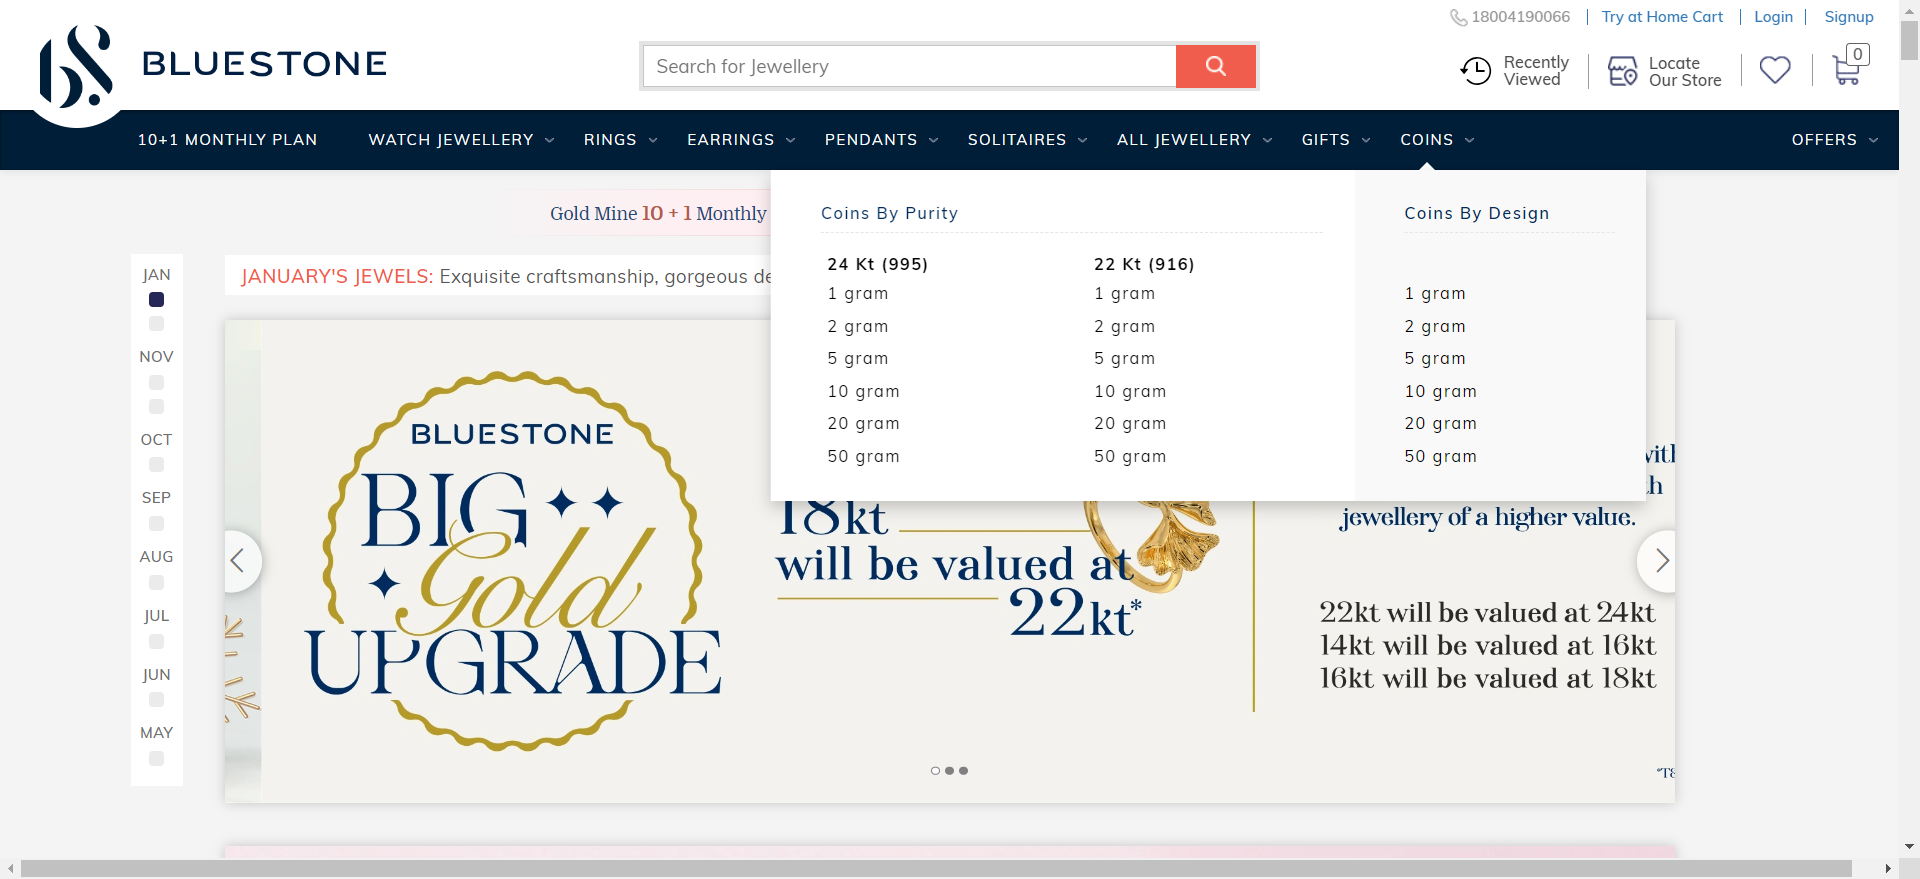 18004190066
Try at Home Cart
Login
Signup
BLUESTONE
Search for Jewellery
Recently
Viewed
Locate
Our Store
0
10+1 MONTHLY PLAN
WATCH JEWELLERY
RINGS
EARRINGS
PENDANTS
SOLITAIRES
ALL JEWELLERY
GIFTS
COINS
OFFERS
Gold Mine 10 + 1 Monthly
Coins By Purity
24 Kt (995)
1 gram
2 gram
5 gram
10 gram
20 gram
50 gram
22 Kt (916)
1 gram
2 gram
5 gram
10 gram
20 gram
50 gram
Coins By Design
1 gram
2 gram
5 gram
10 gram
20 gram
50 gram
JANUARY'S JEWELS: Exquisite craftsmanship, gorgeous
JAN
NOV
OCT
SEP
AUG
JUL
JUN
MAY
BLUESTONE
BIG
Gold
UPGRADE
18kt
will be valued at
22kt*
jewellery of a higher value.
22kt will be valued at 24kt
14kt will be valued at 16kt
16kt will be valued at 18kt